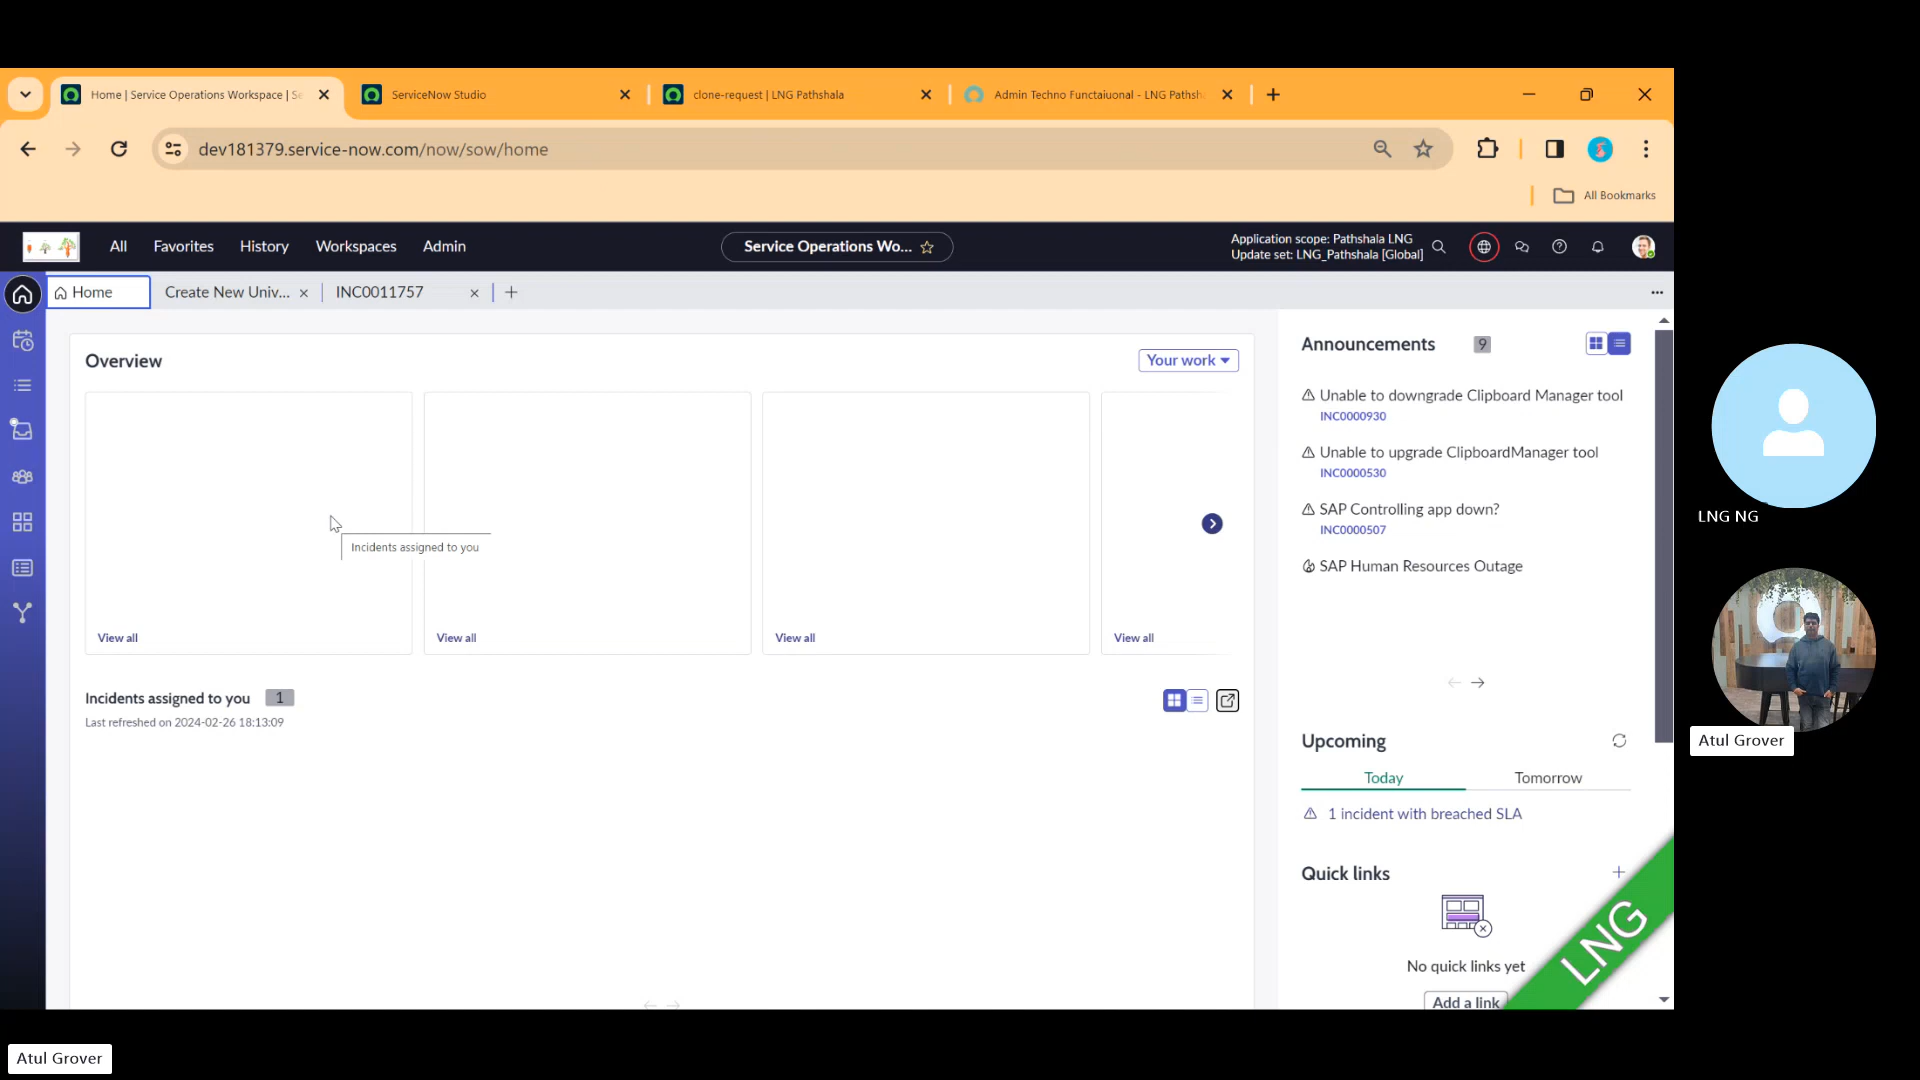 Home | Service Operations Workspace | S
ServiceNow Studio
clone-request | LNG Pathshala
Admin Techno Functaiuonal - LNG Pathsh
dev181379.service-now.com/now/sow/home
All Bookmarks
All
Favorites
History
Workspaces
Admin
Service Operations Wo...
Application scope: Pathshala LNG
Update set: LNG_Pathshala [Global]
Home
Create New Univ...
INC0011757
Overview
Your work
Incidents assigned to you
View all
View all
View all
View all
Incidents assigned to you 1
Last refreshed on 2024-02-26 18:13:09
Announcements 9
Unable to downgrade Clipboard Manager tool
INC0000930
Unable to upgrade ClipboardManager tool
INC0000530
SAP Controlling app down?
INC0000507
SAP Human Resources Outage
Upcoming
Today
Tomorrow
1 incident with breached SLA
Quick links
No quick links yet
Add a link
LNG
LNG NG
Atul Grover
Atul Grover